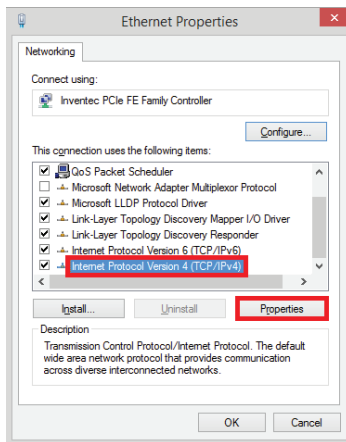 Ethernet Properties
Networking
Connect using:
Inventec PCIe FE Family Controller
Configure...
This connection uses the following items:
QoS Packet Scheduler
Microsoft Network Adapter Multiplexor Protocol
Microsoft LLDP Protocol Driver
Link-Layer Topology Discovery Mapper I/O Driver
Link-Layer Topology Discovery Responder
Internet Protocol Version 6 (TCP/IPv6)
Internet Protocol Version 4 (TCP/IPv4)
Install... Uninstall Properties
Description
Transmission Control Protocol/Internet Protocol. The default
wide area network protocol that provides communication
across diverse interconnected networks.
OK Cancel